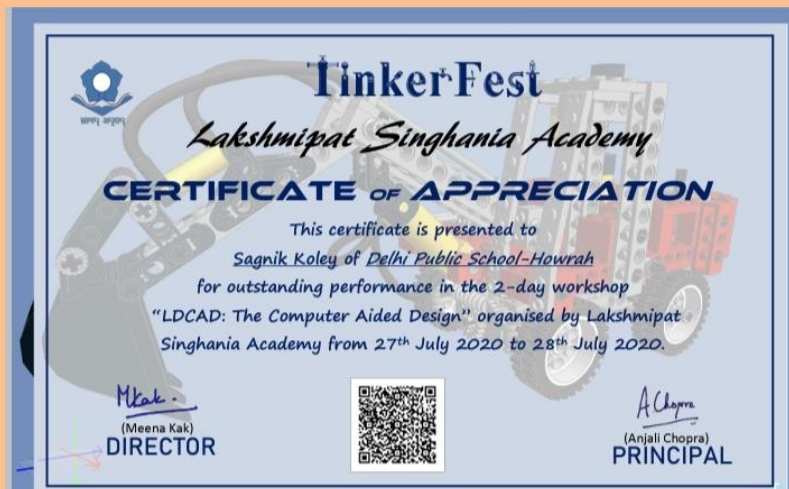 TinkerFest
Lakshmipat Singhania Academy
CERTIFICATE OF APPRECIATION
This certificate is presented to
Sagnik Koley of Delhi Public School-Howrah
for outstanding performance in the 2-day workshop
“LDCAD: The Computer Aided Design” organised by Lakshmipat
Singhania Academy from 27th July 2020 to 28th July 2020.
MKak.
(Meena Kak)
DIRECTOR
AChopra
(Anjali Chopra)
PRINCIPAL